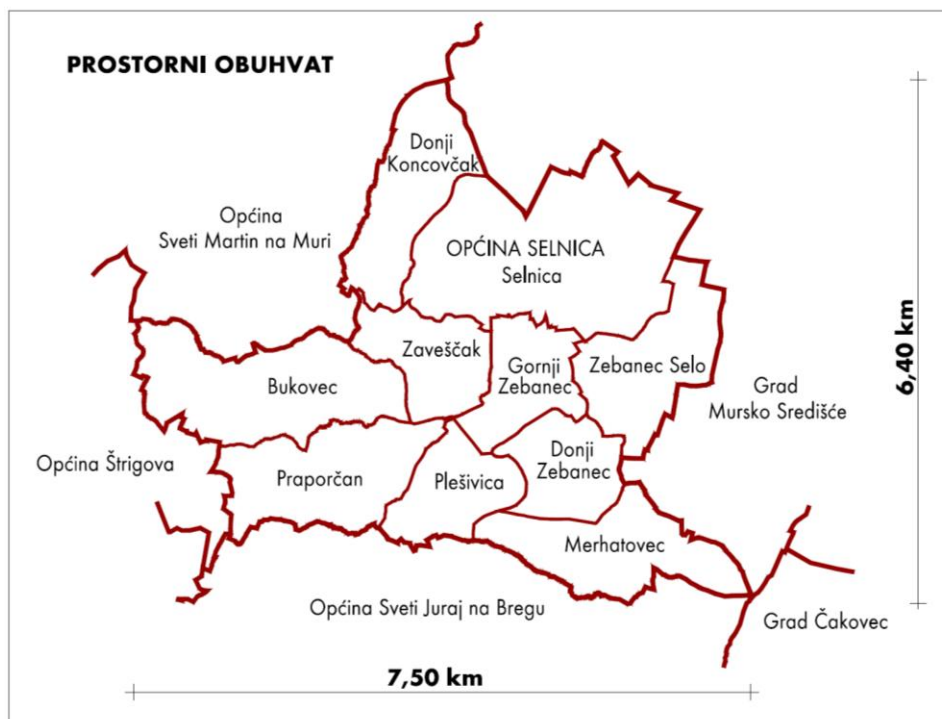 PROSTORNI OBUHVAT
Donji
Koncovčak
Općina
Sveti Martin na Muri
OPĆINA SELNICA
Selnica
Zaveščak
Gornji
Zebanec
Zebanec Selo
Bukovec
Grad
Mursko Središće
6,40 km
Općina Štrigova
Praporčan
Plešivica
Donji
Zebanec
Merhatovec
Općina Sveti Juraj na Bregu
Grad Čakovec
7,50 km